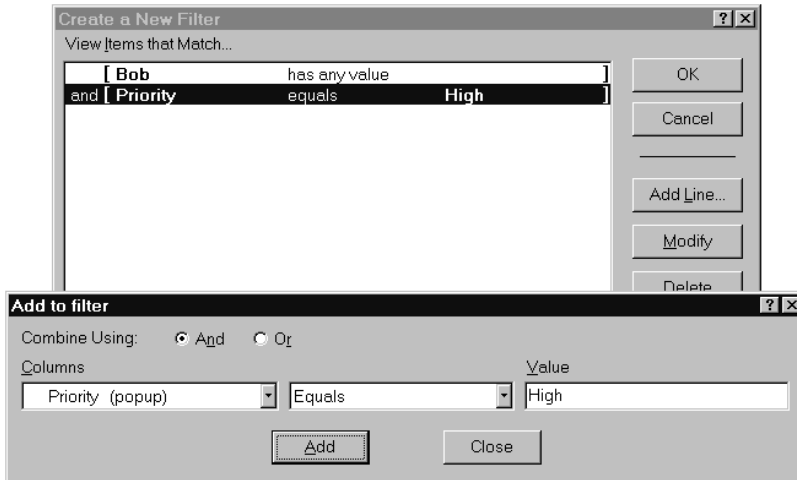 Create a New Filter
View Items that Match...
[ Bob has any value ]
and [ Priority equals High ]
OK
Cancel
Add Line...
Modify
Delete
Add to filter
Combine Using: And Or
Columns Value
Priority (popup) Equals High
Add Close